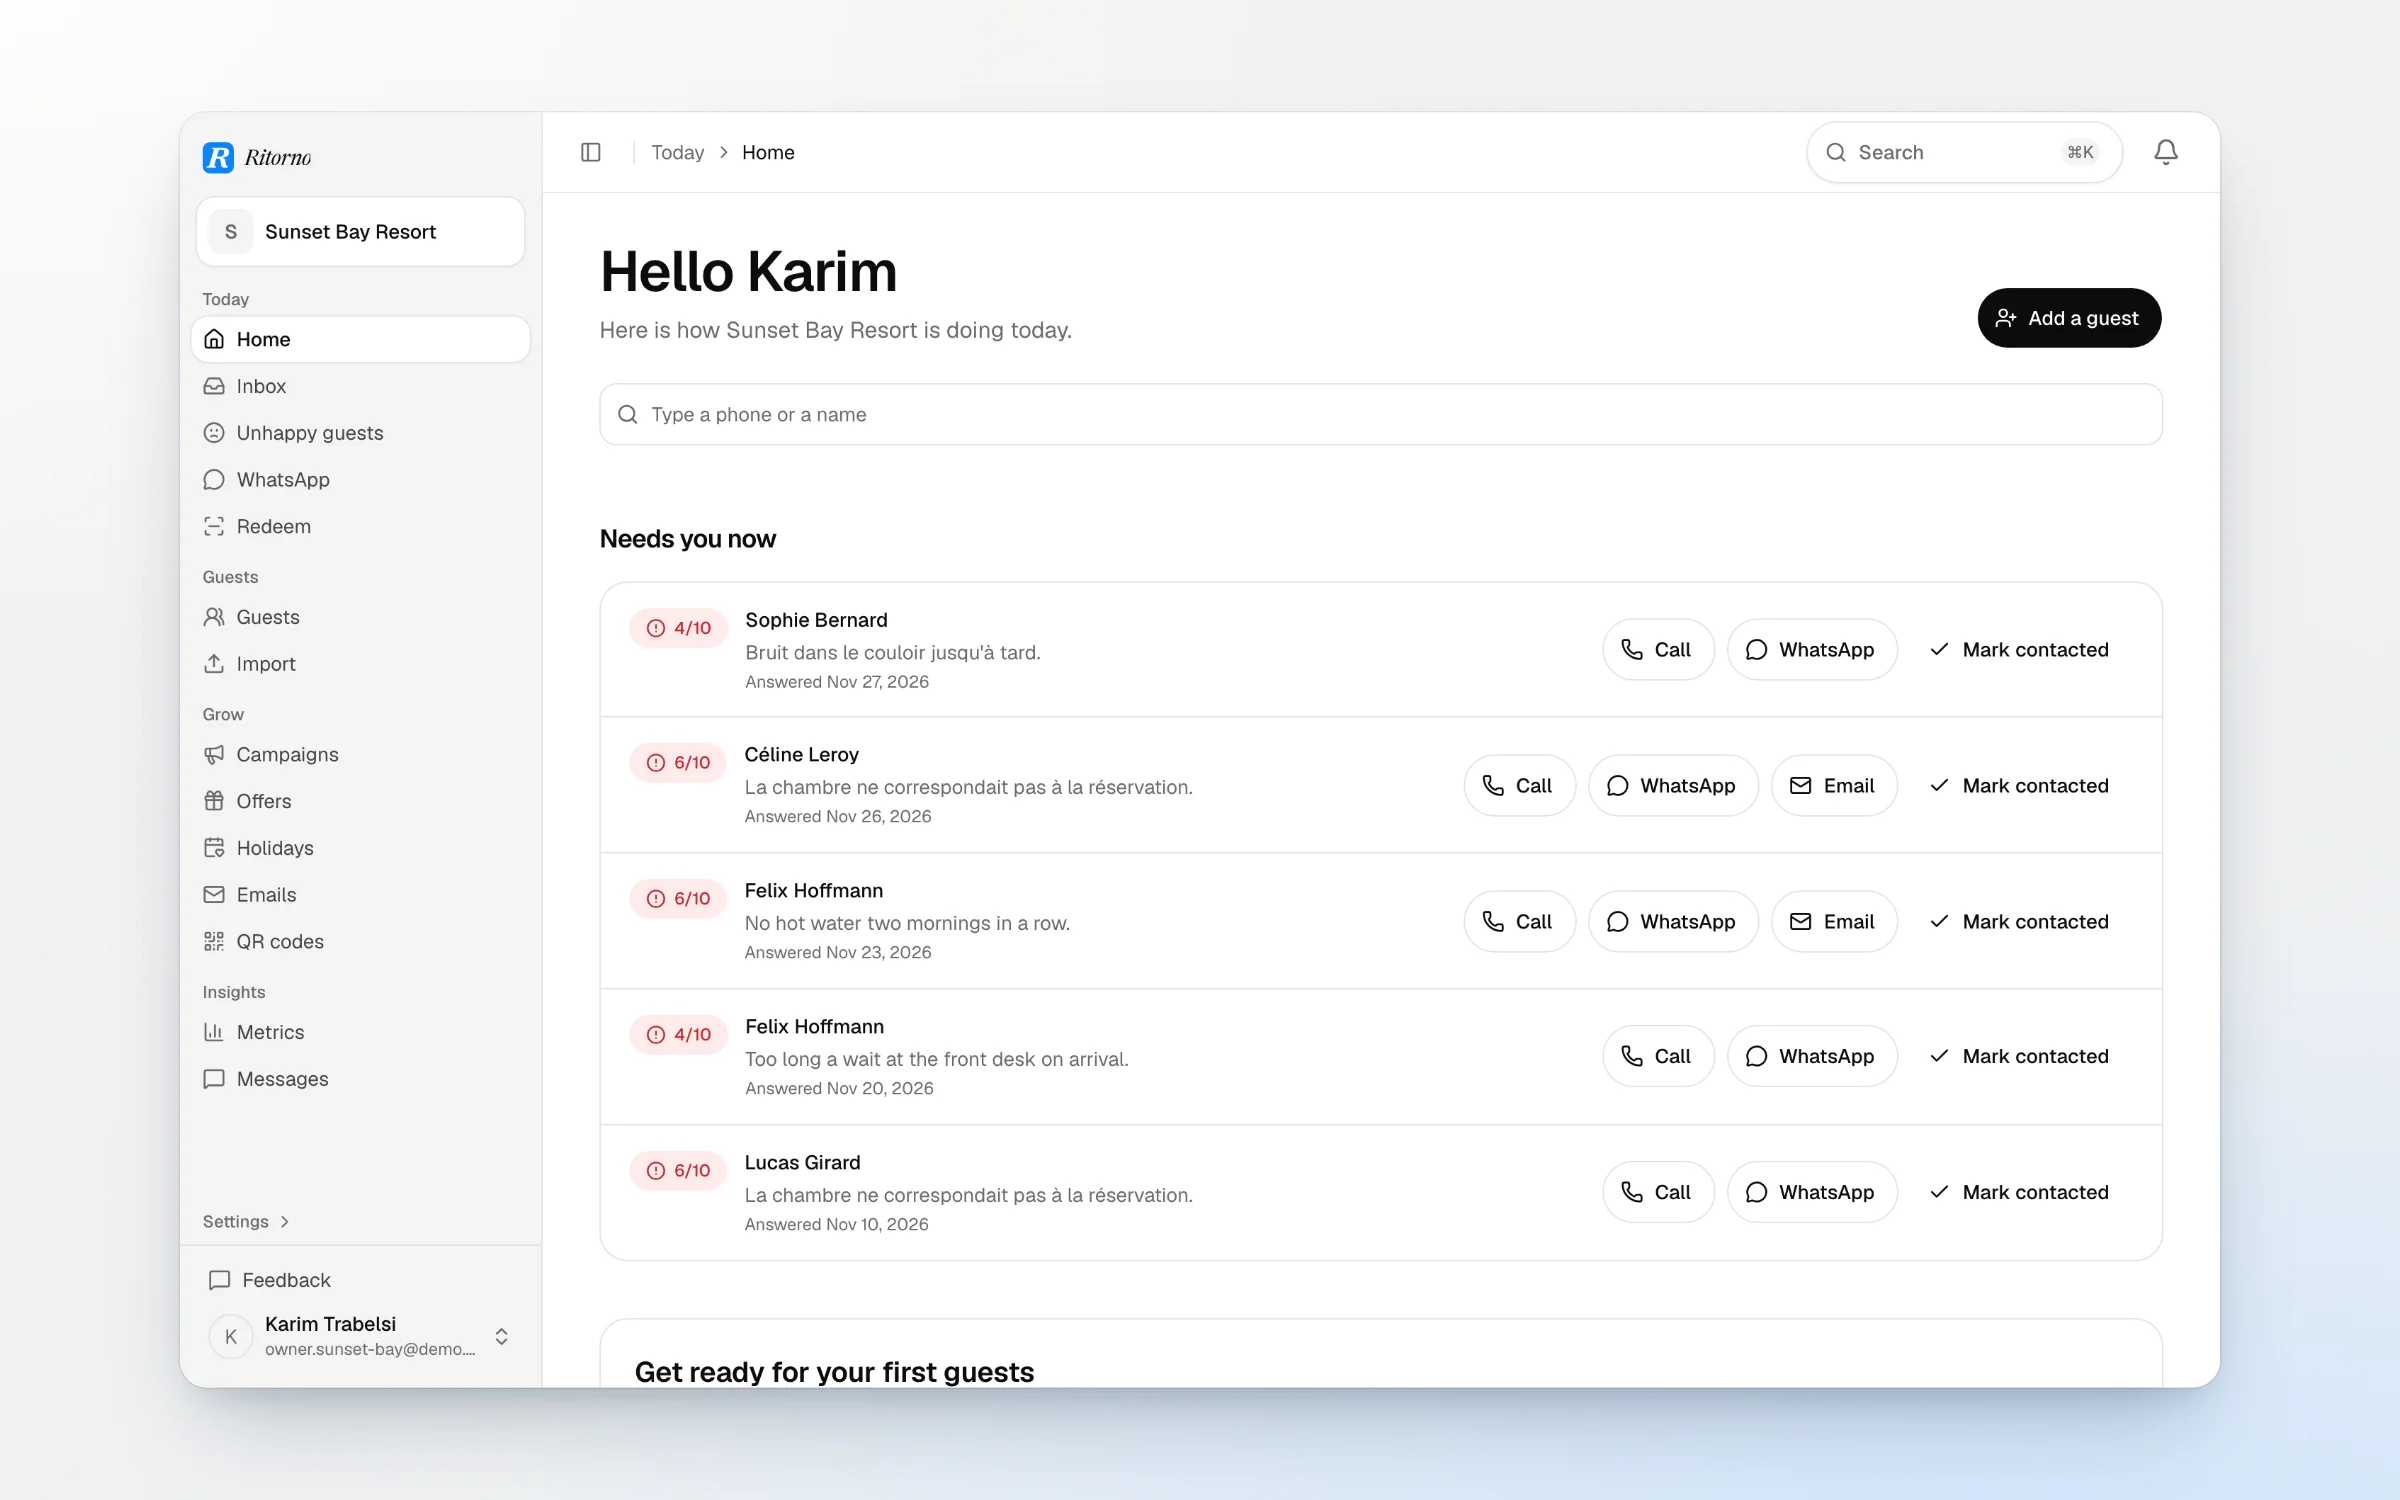 R Ritorno
S Sunset Bay Resort
Today
Home
Inbox
Unhappy guests
WhatsApp
Redeem
Guests
Guests
Import
Grow
Campaigns
Offers
Holidays
Emails
QR codes
Insights
Metrics
Messages
Settings
Feedback
K
Karim Trabelsi
owner.sunset-bay@demo....
Today > Home
Search ⌘K
Hello Karim
Here is how Sunset Bay Resort is doing today.
Add a guest
Type a phone or a name
Needs you now
4/10 Sophie Bernard
Bruit dans le couloir jusqu'à tard.
Answered Nov 27, 2026
Call WhatsApp Mark contacted
6/10 Céline Leroy
La chambre ne correspondait pas à la réservation.
Answered Nov 26, 2026
Call WhatsApp Email Mark contacted
6/10 Felix Hoffmann
No hot water two mornings in a row.
Answered Nov 23, 2026
Call WhatsApp Email Mark contacted
4/10 Felix Hoffmann
Too long a wait at the front desk on arrival.
Answered Nov 20, 2026
Call WhatsApp Mark contacted
6/10 Lucas Girard
La chambre ne correspondait pas à la réservation.
Answered Nov 10, 2026
Call WhatsApp Mark contacted
Get ready for your first guests